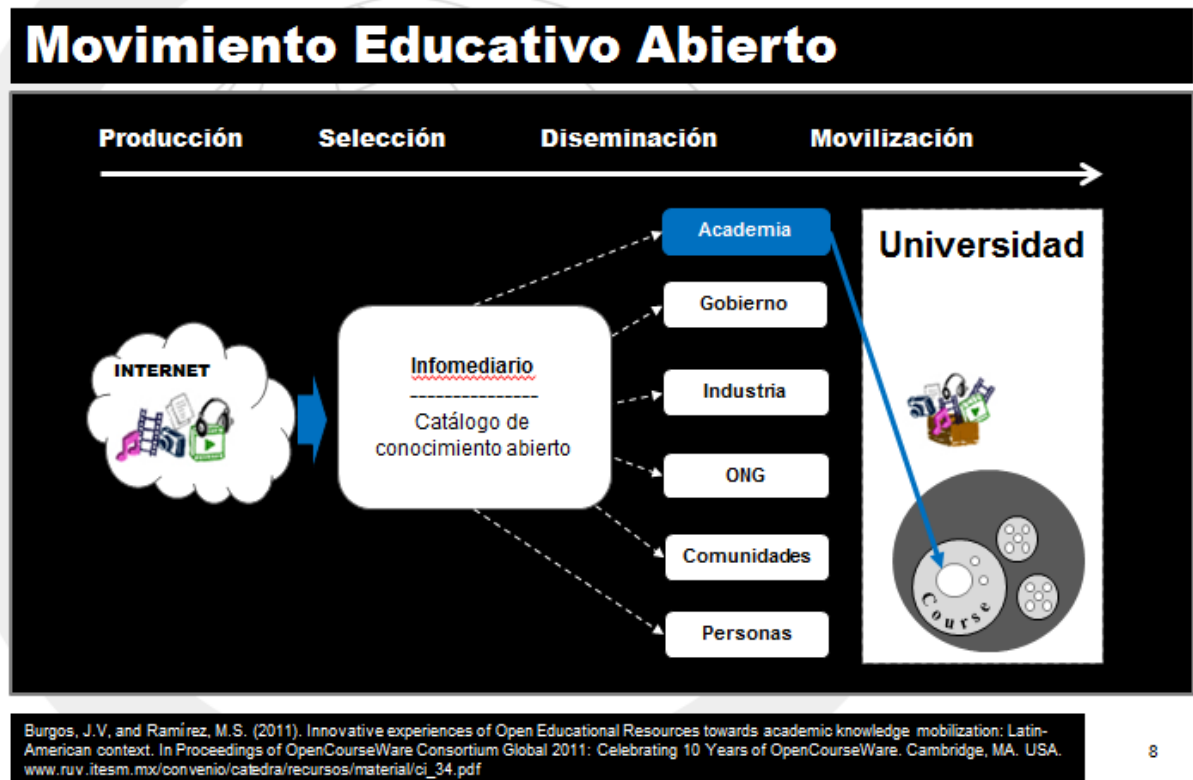 Movimiento Educativo Abierto
Producción Selección Diseminación Movilización
Academia
Universidad
Gobierno
INTERNET
Infomediario
---------------
Catálogo de
conocimiento abierto
Industria
ONG
Comunidades
Personas
Course
Burgos, J.V, and Ramírez, M.S. (2011). Innovative experiences of Open Educational Resources towards academic knowledge mobilization: Latin-
American context. In Proceedings of OpenCourseWare Consortium Global 2011: Celebrating 10 Years of OpenCourseWare. Cambridge, MA. USA.
www.ruv.itesm.mx/convenio/catedra/recursos/material/ci_34.pdf
8